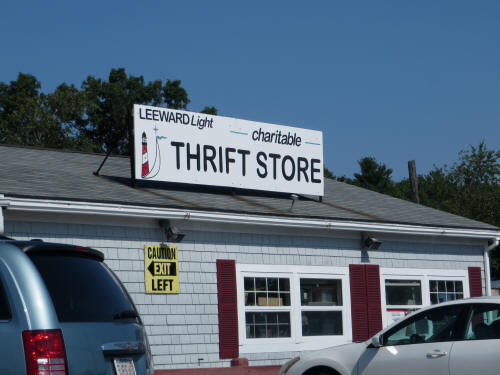 LEEWARD Light
charitable
THRIFT STORE
CAUTION
EXIT
LEFT